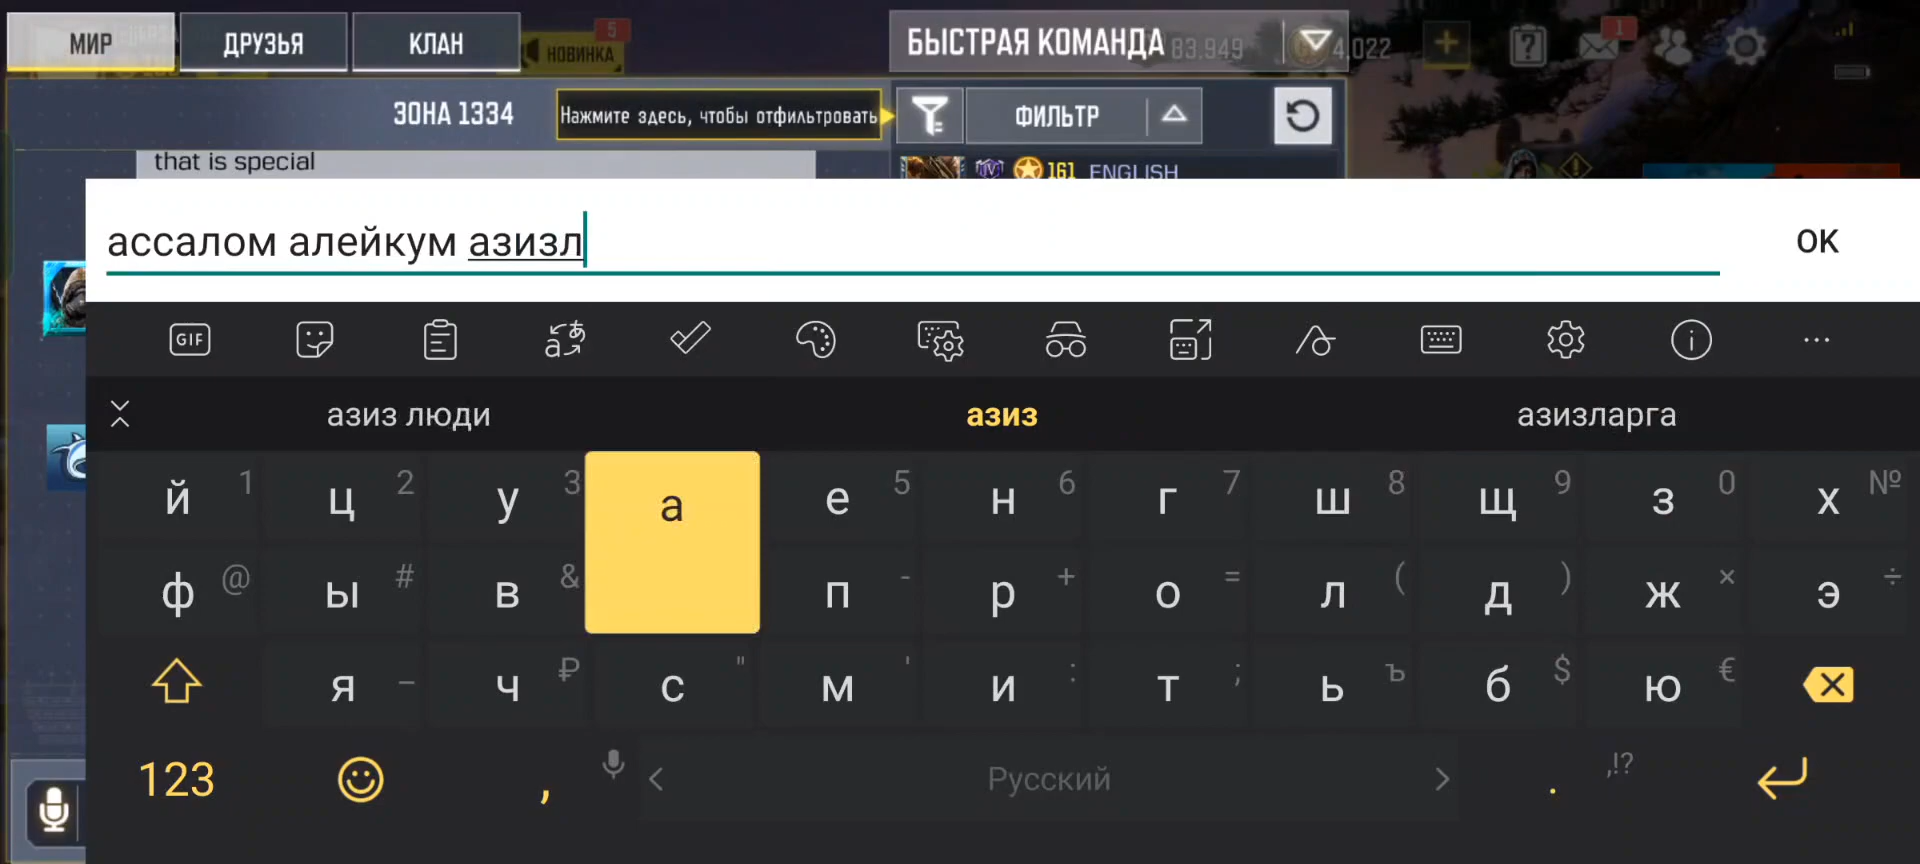 МИР ДРУЗЬЯ КЛАН 5 НОВИНКА БЫСТРАЯ КОМАНДА 83,949 4,022 1
ЗОНА 1334 Нажмите здесь, чтобы отфильтровать ФИЛЬТР
that is special 161 ENGLISH
ассалом алейкум азизл OK
GIF
азиз люди азиз азизларга
й 1 ц 2 у 3 а е 5 н 6 г 7 ш 8 щ 9 з 0 х №
ф @ ы # в & п - р + о = л ( д ) ж × э ÷
я _ ч ₽ с " м ' и : т ; ь ъ б $ ю €
123 , < Русский > . ,!?